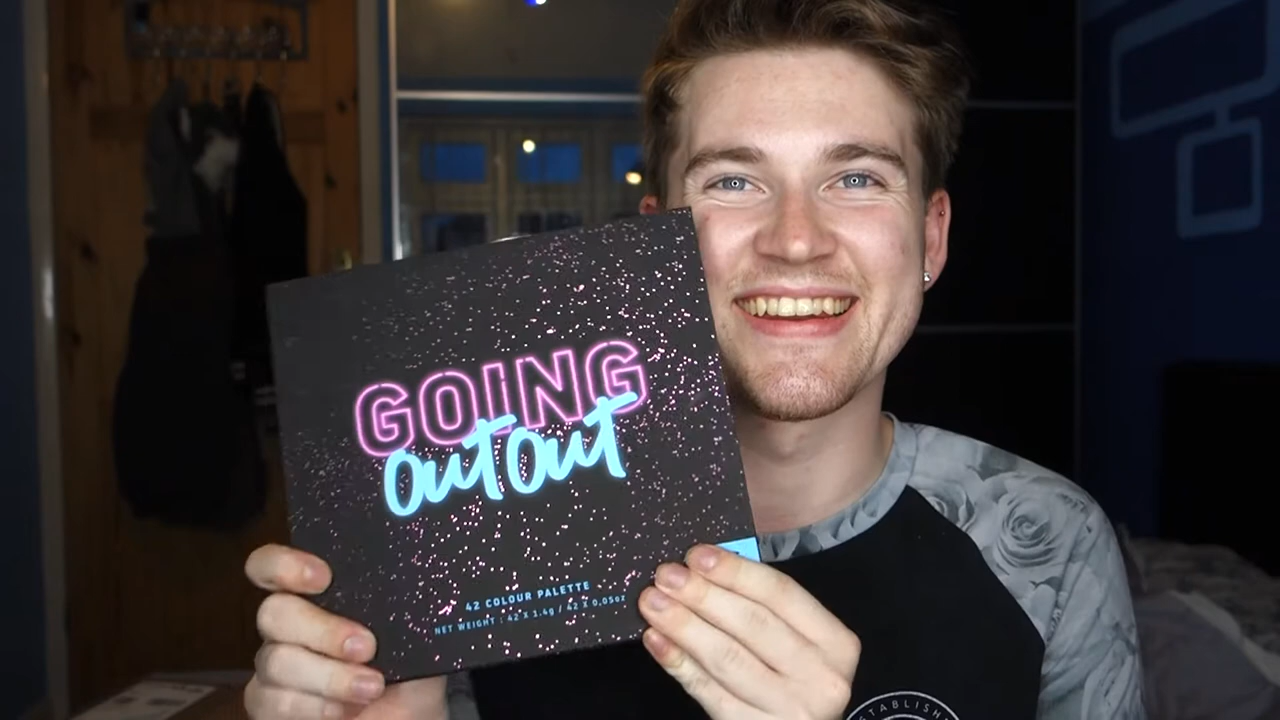 GOING
outout
42 COLOUR PALETTE
NET WEIGHT : 42 X 1.4g / 42 X 0.05oz